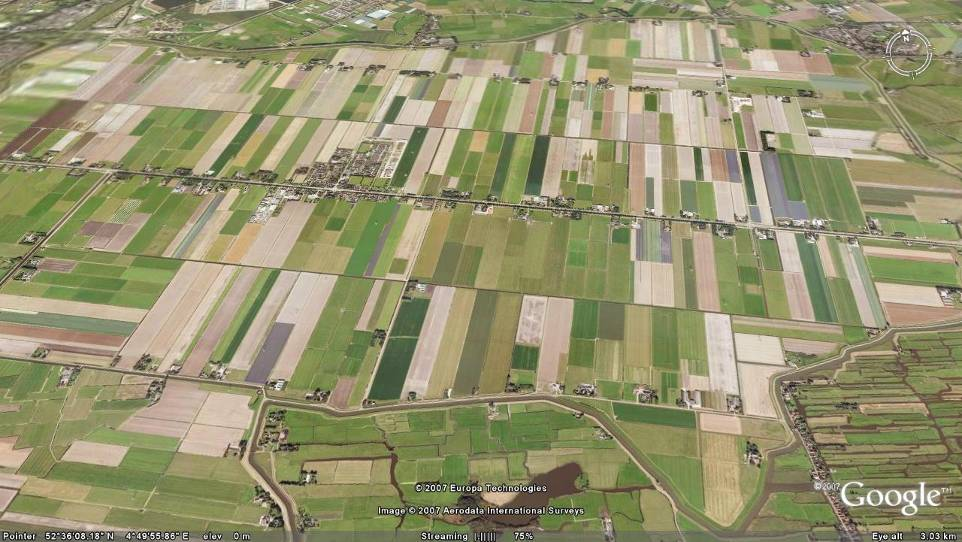 N
© 2007 Europa Technologies
Image © 2007 Aerodata International Surveys
© 2007 Google™
Pointer 52°36'08.18" N 4°49'55.86" E elev 0 m Streaming ||||||||| 75% Eye alt 3.03 km